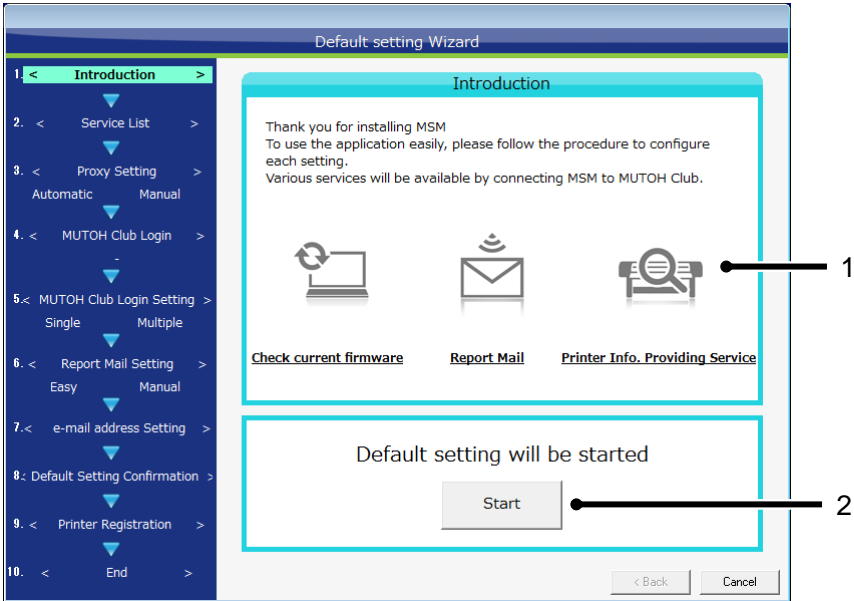 Default setting Wizard
1. < Introduction >
2. < Service List >
3. < Proxy Setting >
Automatic Manual
4. < MUTOH Club Login >
-
5.< MUTOH Club Login Setting >
Single Multiple
6. < Report Mail Setting >
Easy Manual
7.< e-mail address Setting >
8.< Default Setting Confirmation >
9. < Printer Registration >
10. < End >
Introduction
Thank you for installing MSM
To use the application easily, please follow the procedure to configure
each setting.
Various services will be available by connecting MSM to MUTOH Club.
Check current firmware Report Mail Printer Info. Providing Service
1
Default setting will be started
Start
2
< Back Cancel